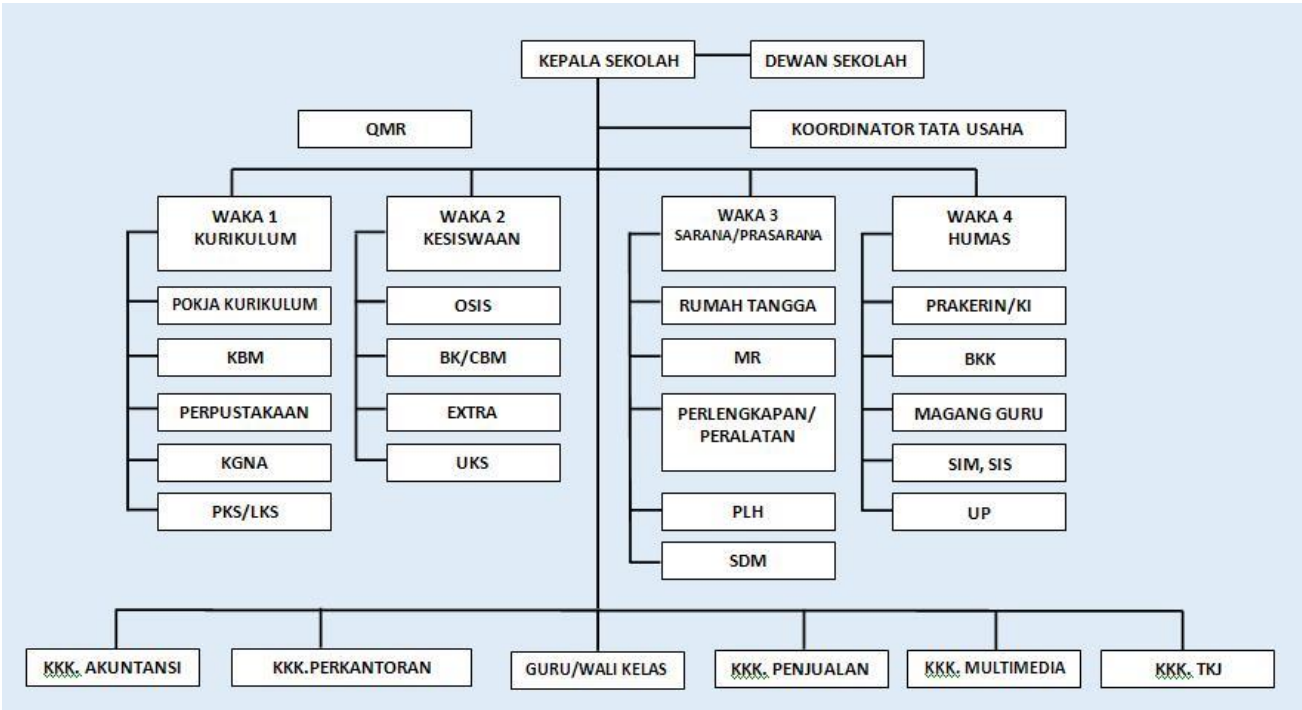 KEPALA SEKOLAH
DEWAN SEKOLAH
QMR
KOORDINATOR TATA USAHA
WAKA 1
KURIKULUM
WAKA 2
KESISWAAN
WAKA 3
SARANA/PRASARANA
WAKA 4
HUMAS
POKJA KURIKULUM
OSIS
RUMAH TANGGA
PRAKERIN/KI
KBM
BK/CBM
MR
BKK
PERPUSTAKAAN
EXTRA
PERLENGKAPAN/
PERALATAN
MAGANG GURU
KGNA
UKS
SIM, SIS
PKS/LKS
PLH
UP
SDM
KKK. AKUNTANSI
KKK.PERKANTORAN
GURU/WALI KELAS
KKK. PENJUALAN
KKK. MULTIMEDIA
KKK. TKJ